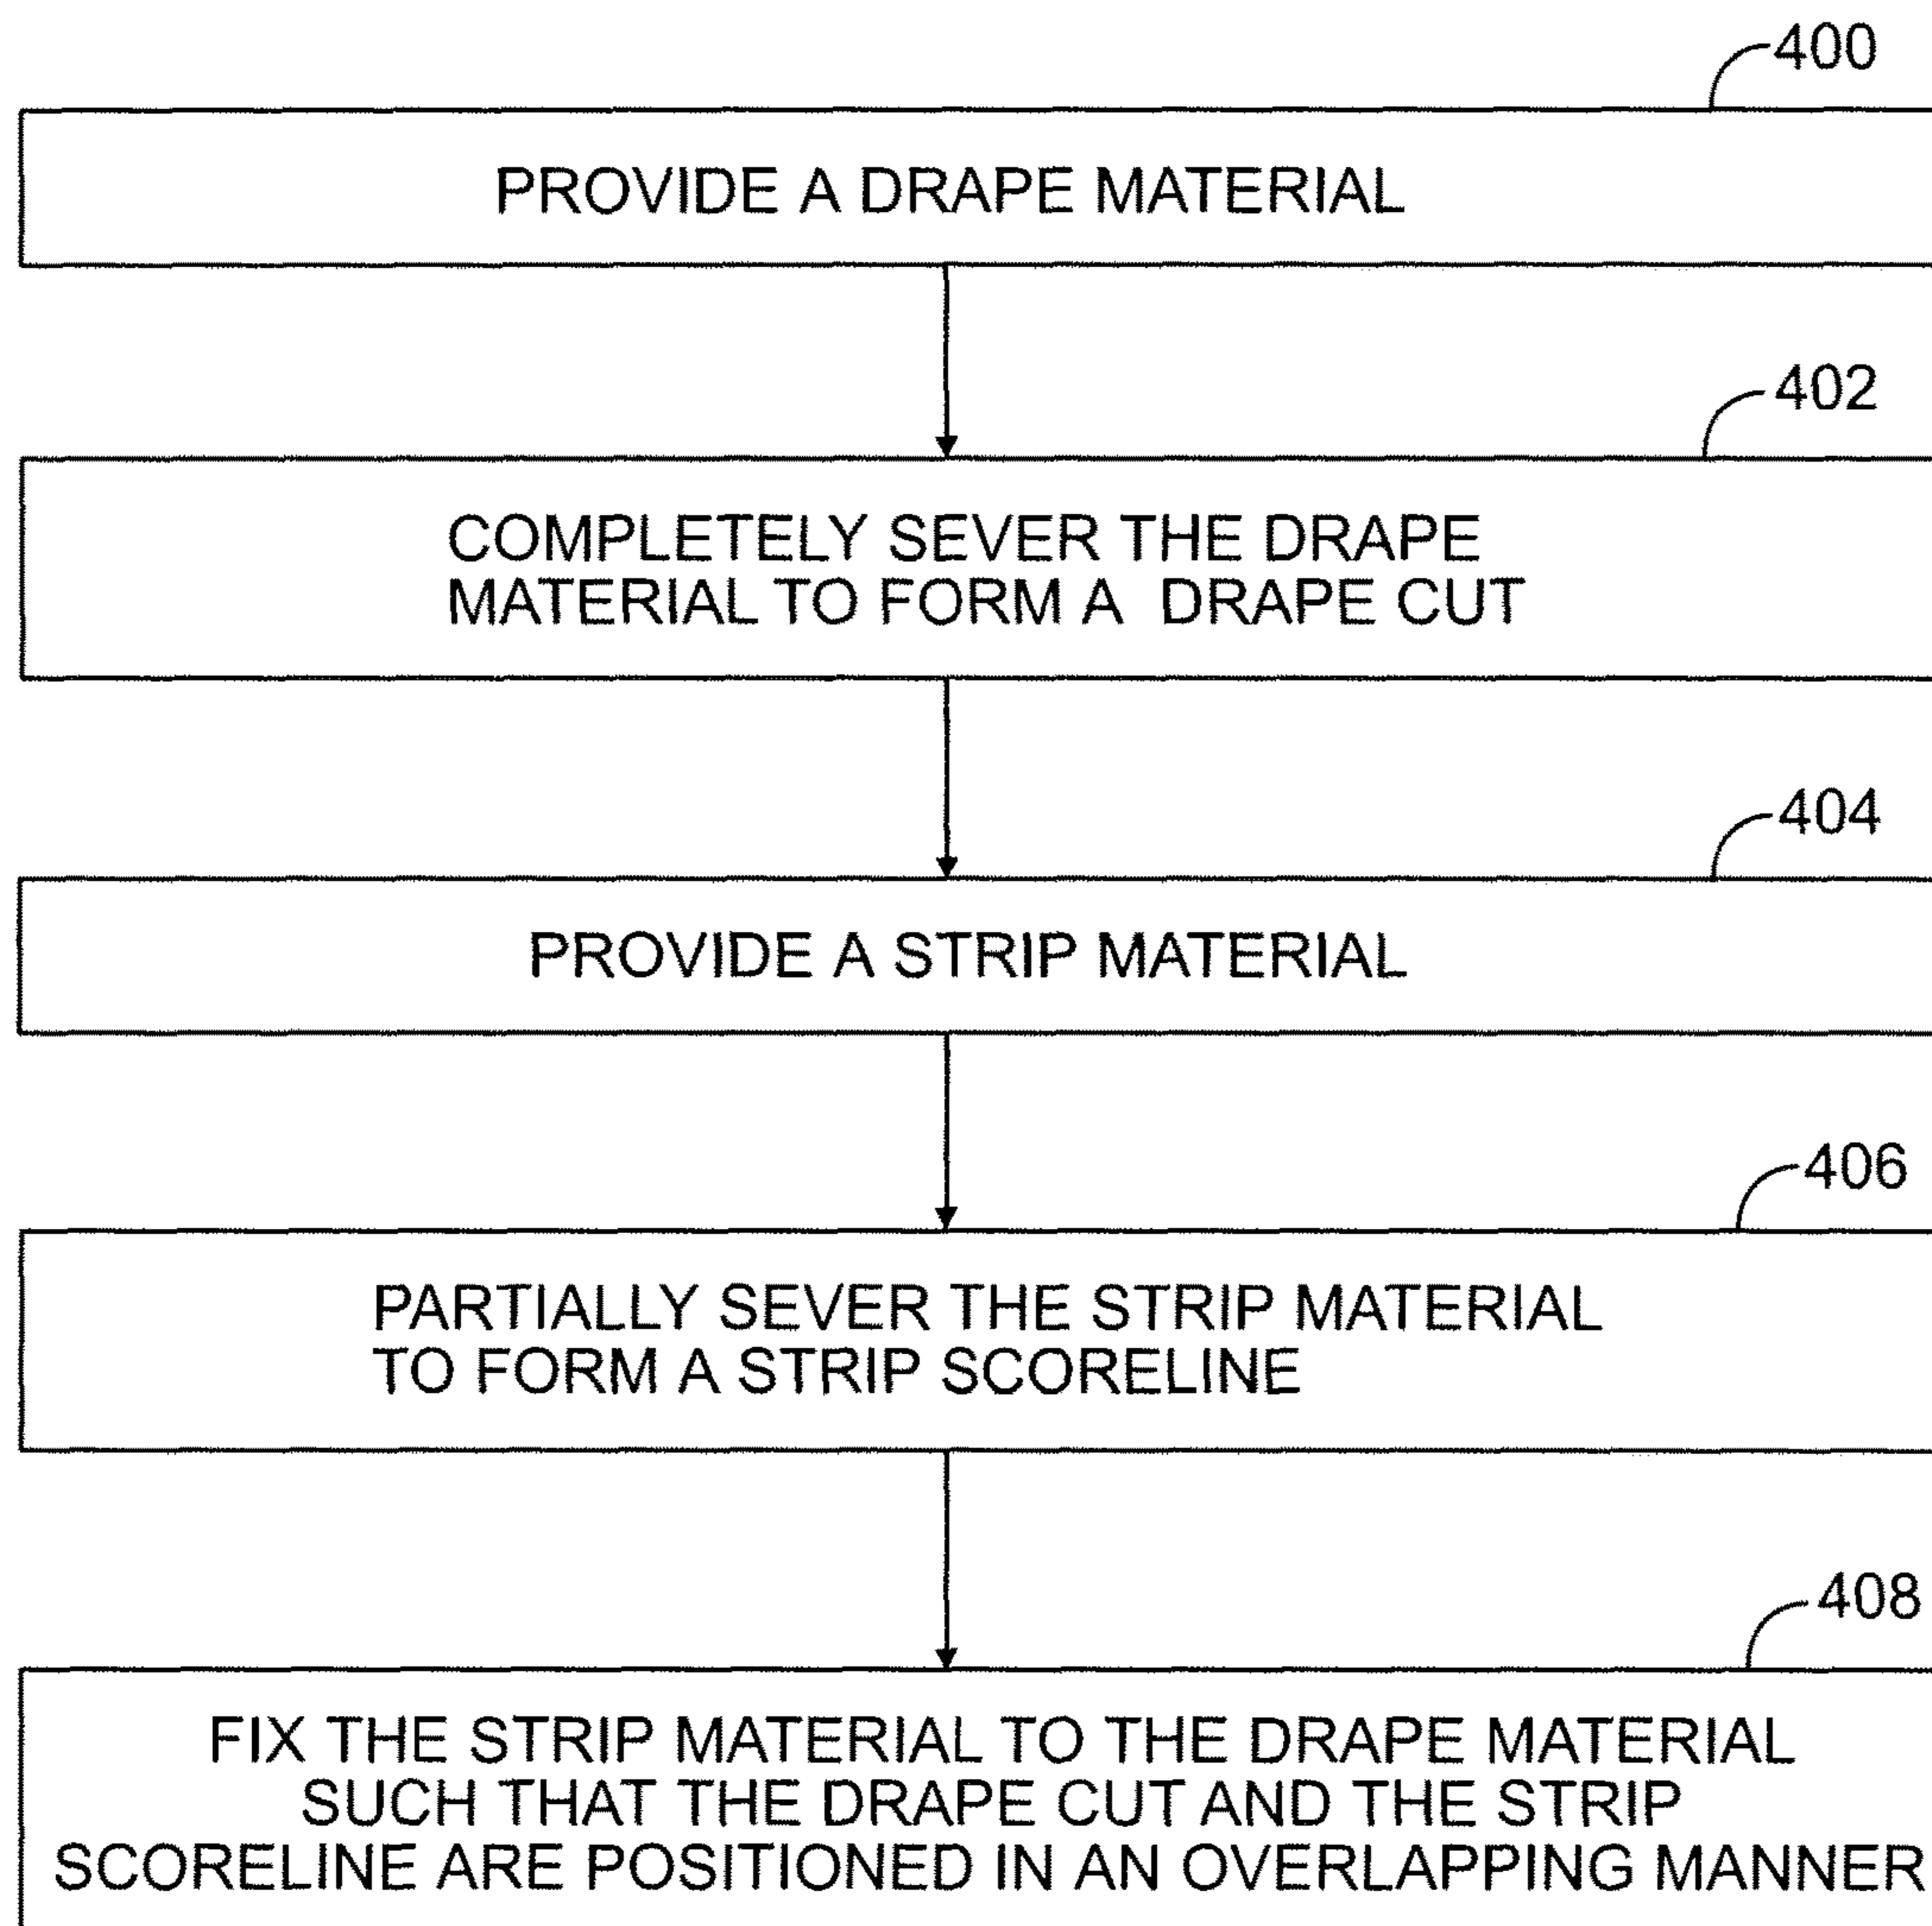 400
PROVIDE A DRAPE MATERIAL
402
COMPLETELY SEVER THE DRAPE
MATERIAL TO FORM A DRAPE CUT
404
PROVIDE A STRIP MATERIAL
406
PARTIALLY SEVER THE STRIP MATERIAL
TO FORM A STRIP SCORELINE
408
FIX THE STRIP MATERIAL TO THE DRAPE MATERIAL
SUCH THAT THE DRAPE CUT AND THE STRIP
SCORELINE ARE POSITIONED IN AN OVERLAPPING MANNER